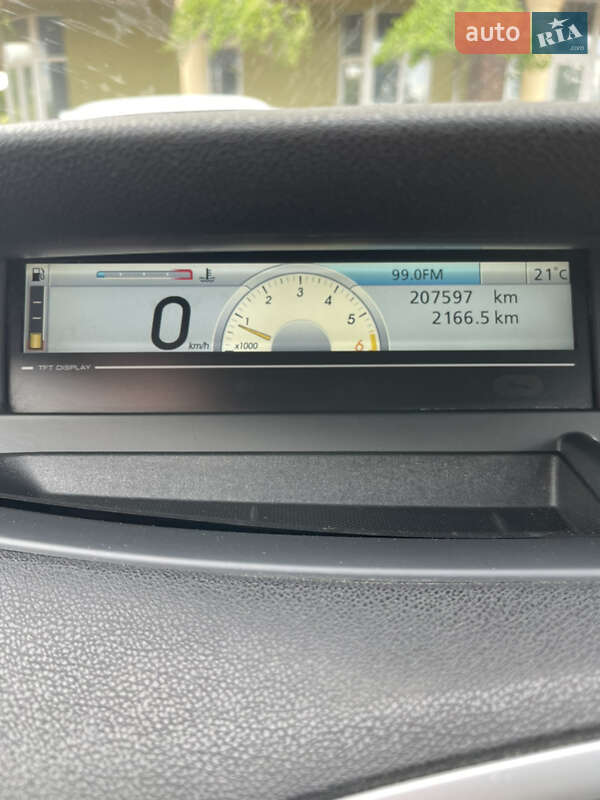 auto RIA .com
99.0FM
21°C
207597 km
2166.5 km
0 km/h
1 2 3 4 5 6
x1000
TFT DISPLAY